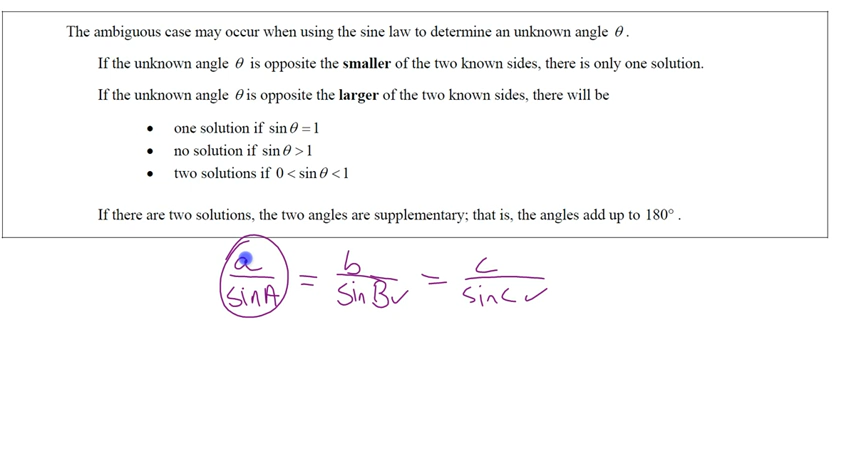 The ambiguous case may occur when using the sine law to determine an unknown angle θ.
If the unknown angle θ is opposite the smaller of the two known sides, there is only one solution.
If the unknown angle θ is opposite the larger of the two known sides, there will be
• one solution if sin θ = 1
• no solution if sin θ > 1
• two solutions if 0 < sin θ < 1
If there are two solutions, the two angles are supplementary; that is, the angles add up to 180°.
a/sinA = b/sinB✓ = c/sinC✓